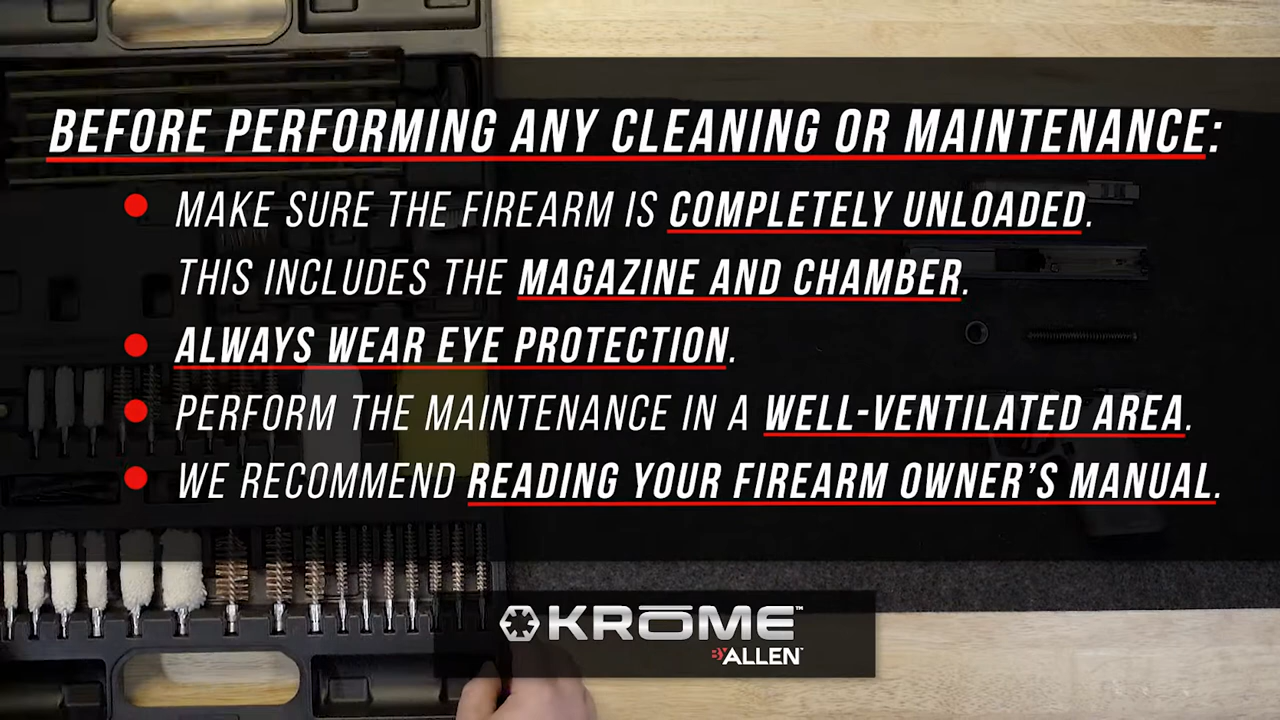 BEFORE PERFORMING ANY CLEANING OR MAINTENANCE:
MAKE SURE THE FIREARM IS COMPLETELY UNLOADED.
THIS INCLUDES THE MAGAZINE AND CHAMBER.
ALWAYS WEAR EYE PROTECTION.
PERFORM THE MAINTENANCE IN A WELL-VENTILATED AREA.
WE RECOMMEND READING YOUR FIREARM OWNER'S MANUAL.
KRŌME™
BY ALLEN